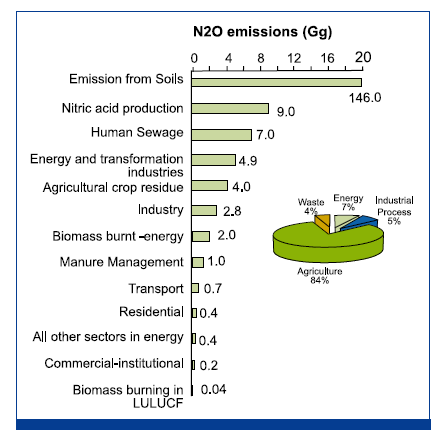 N2O emissions (Gg)
0 4 8 12 16 20
Emission from Soils
146.0
Nitric acid production 9.0
Human Sewage 7.0
Energy and transformation
industries
4.9
Agricultural crop residue 4.0
Industry 2.8
Biomass burnt -energy 2.0
Manure Management 1.0
Transport 0.7
Residential 0.4
All other sectors in energy 0.4
Commercial-institutional 0.2
Biomass burning in
LULUCF
0.04
Waste
4%
Energy
7%
Industrial
Process
5%
Agriculture
84%